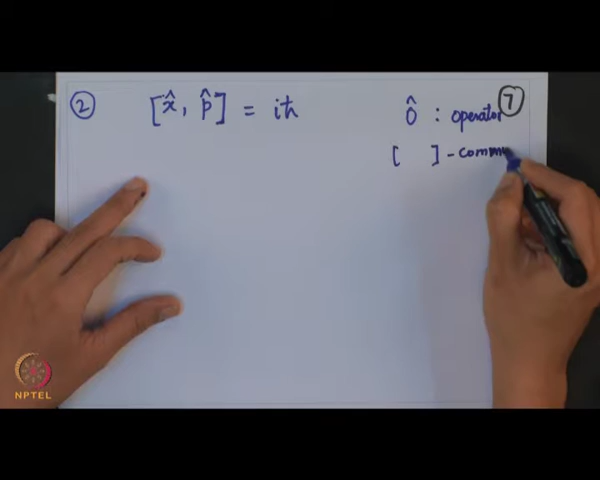 ② [x̂, p̂] = iħ
Ô : operator ⑦
[ ] - comm
NPTEL